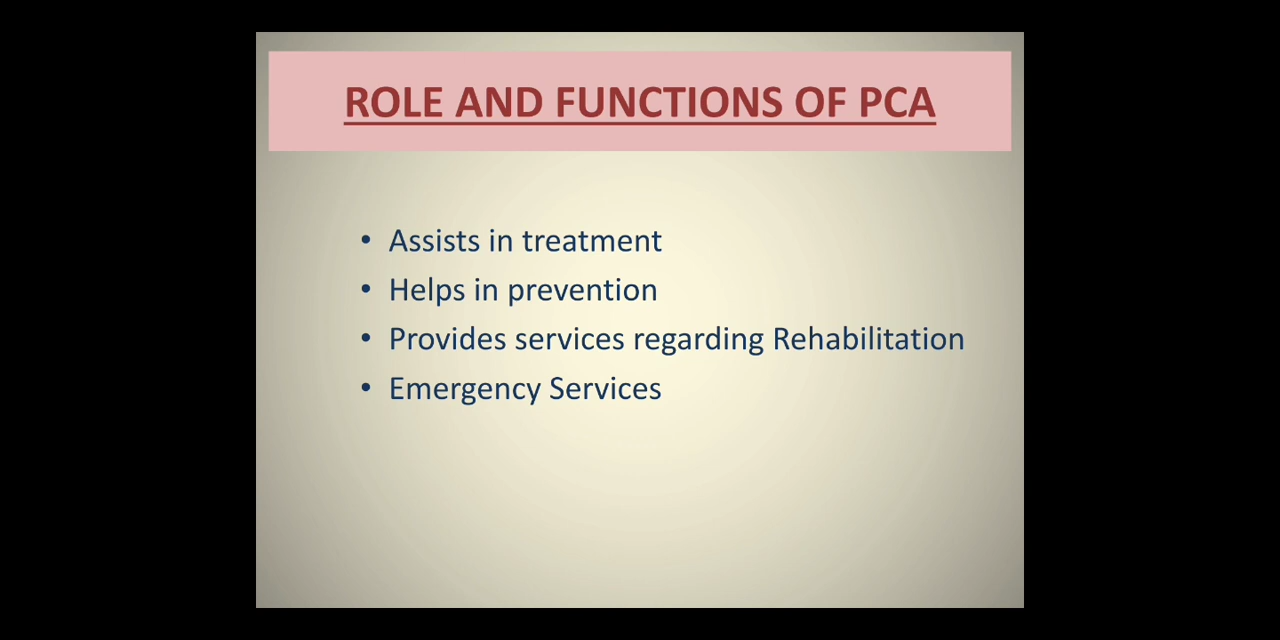 ROLE AND FUNCTIONS OF PCA
• Assists in treatment
• Helps in prevention
• Provides services regarding Rehabilitation
• Emergency Services